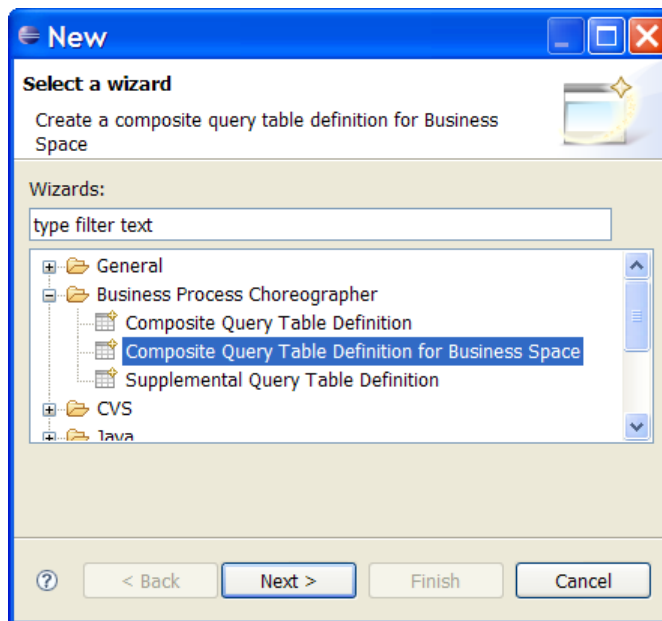 New
Select a wizard
Create a composite query table definition for Business
Space
Wizards:
type filter text
General
Business Process Choreographer
Composite Query Table Definition
Composite Query Table Definition for Business Space
Supplemental Query Table Definition
CVS
Java
? < Back Next > Finish Cancel